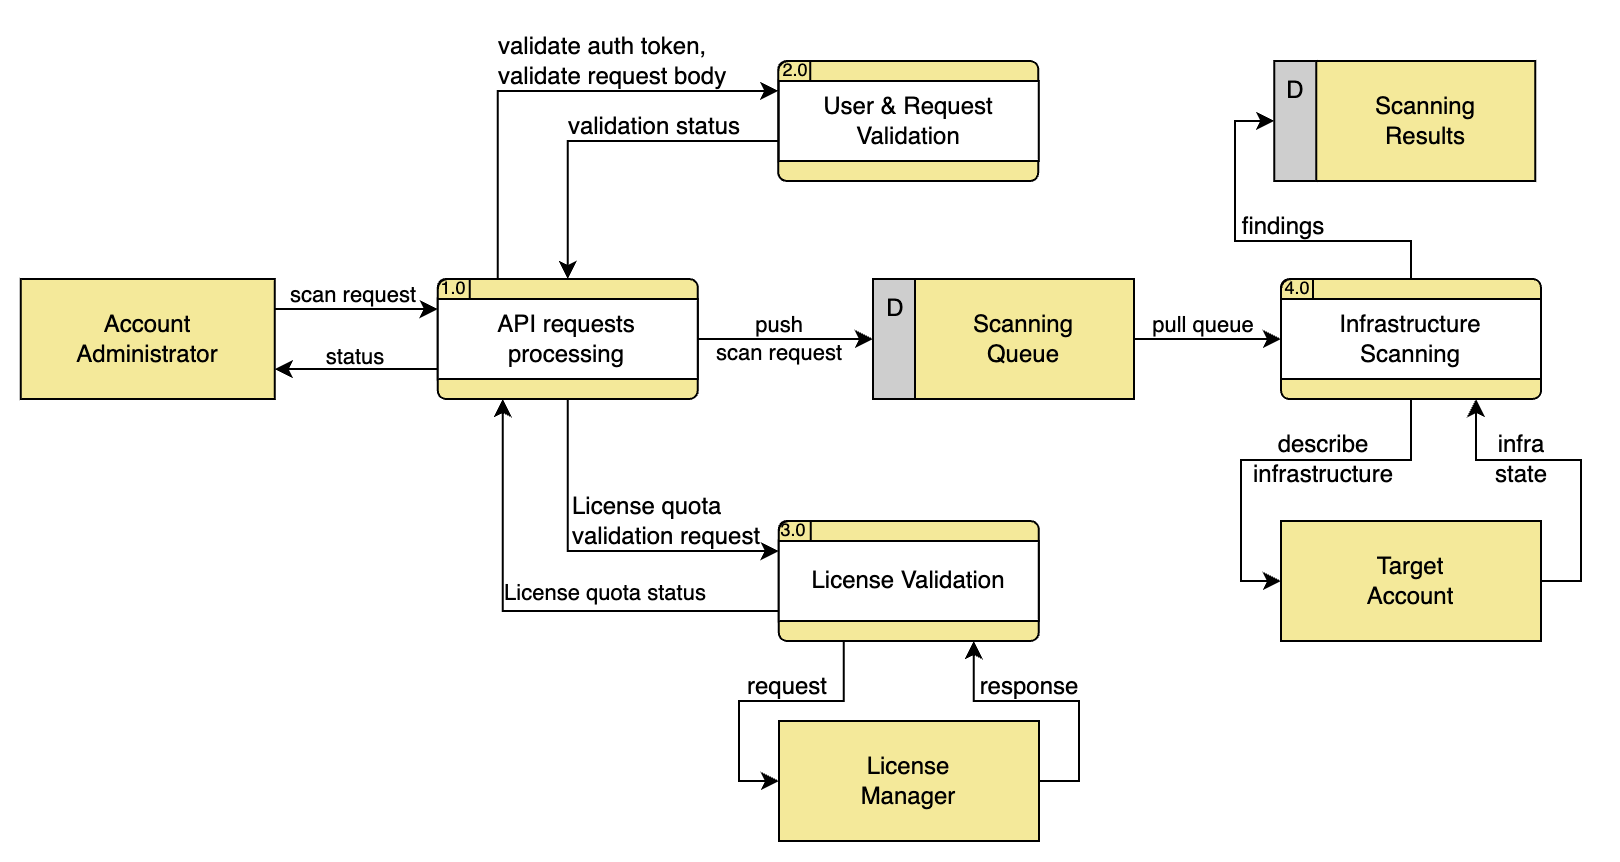 validate auth token,
validate request body
2.0
User & Request
Validation
validation status
D
Scanning
Results
findings
Account
Administrator
scan request
status
1.0
API requests
processing
push
scan request
D
Scanning
Queue
pull queue
4.0
Infrastructure
Scanning
describe
infrastructure
infra
state
Target
Account
License quota
validation request
License quota status
3.0
License Validation
request
response
License
Manager